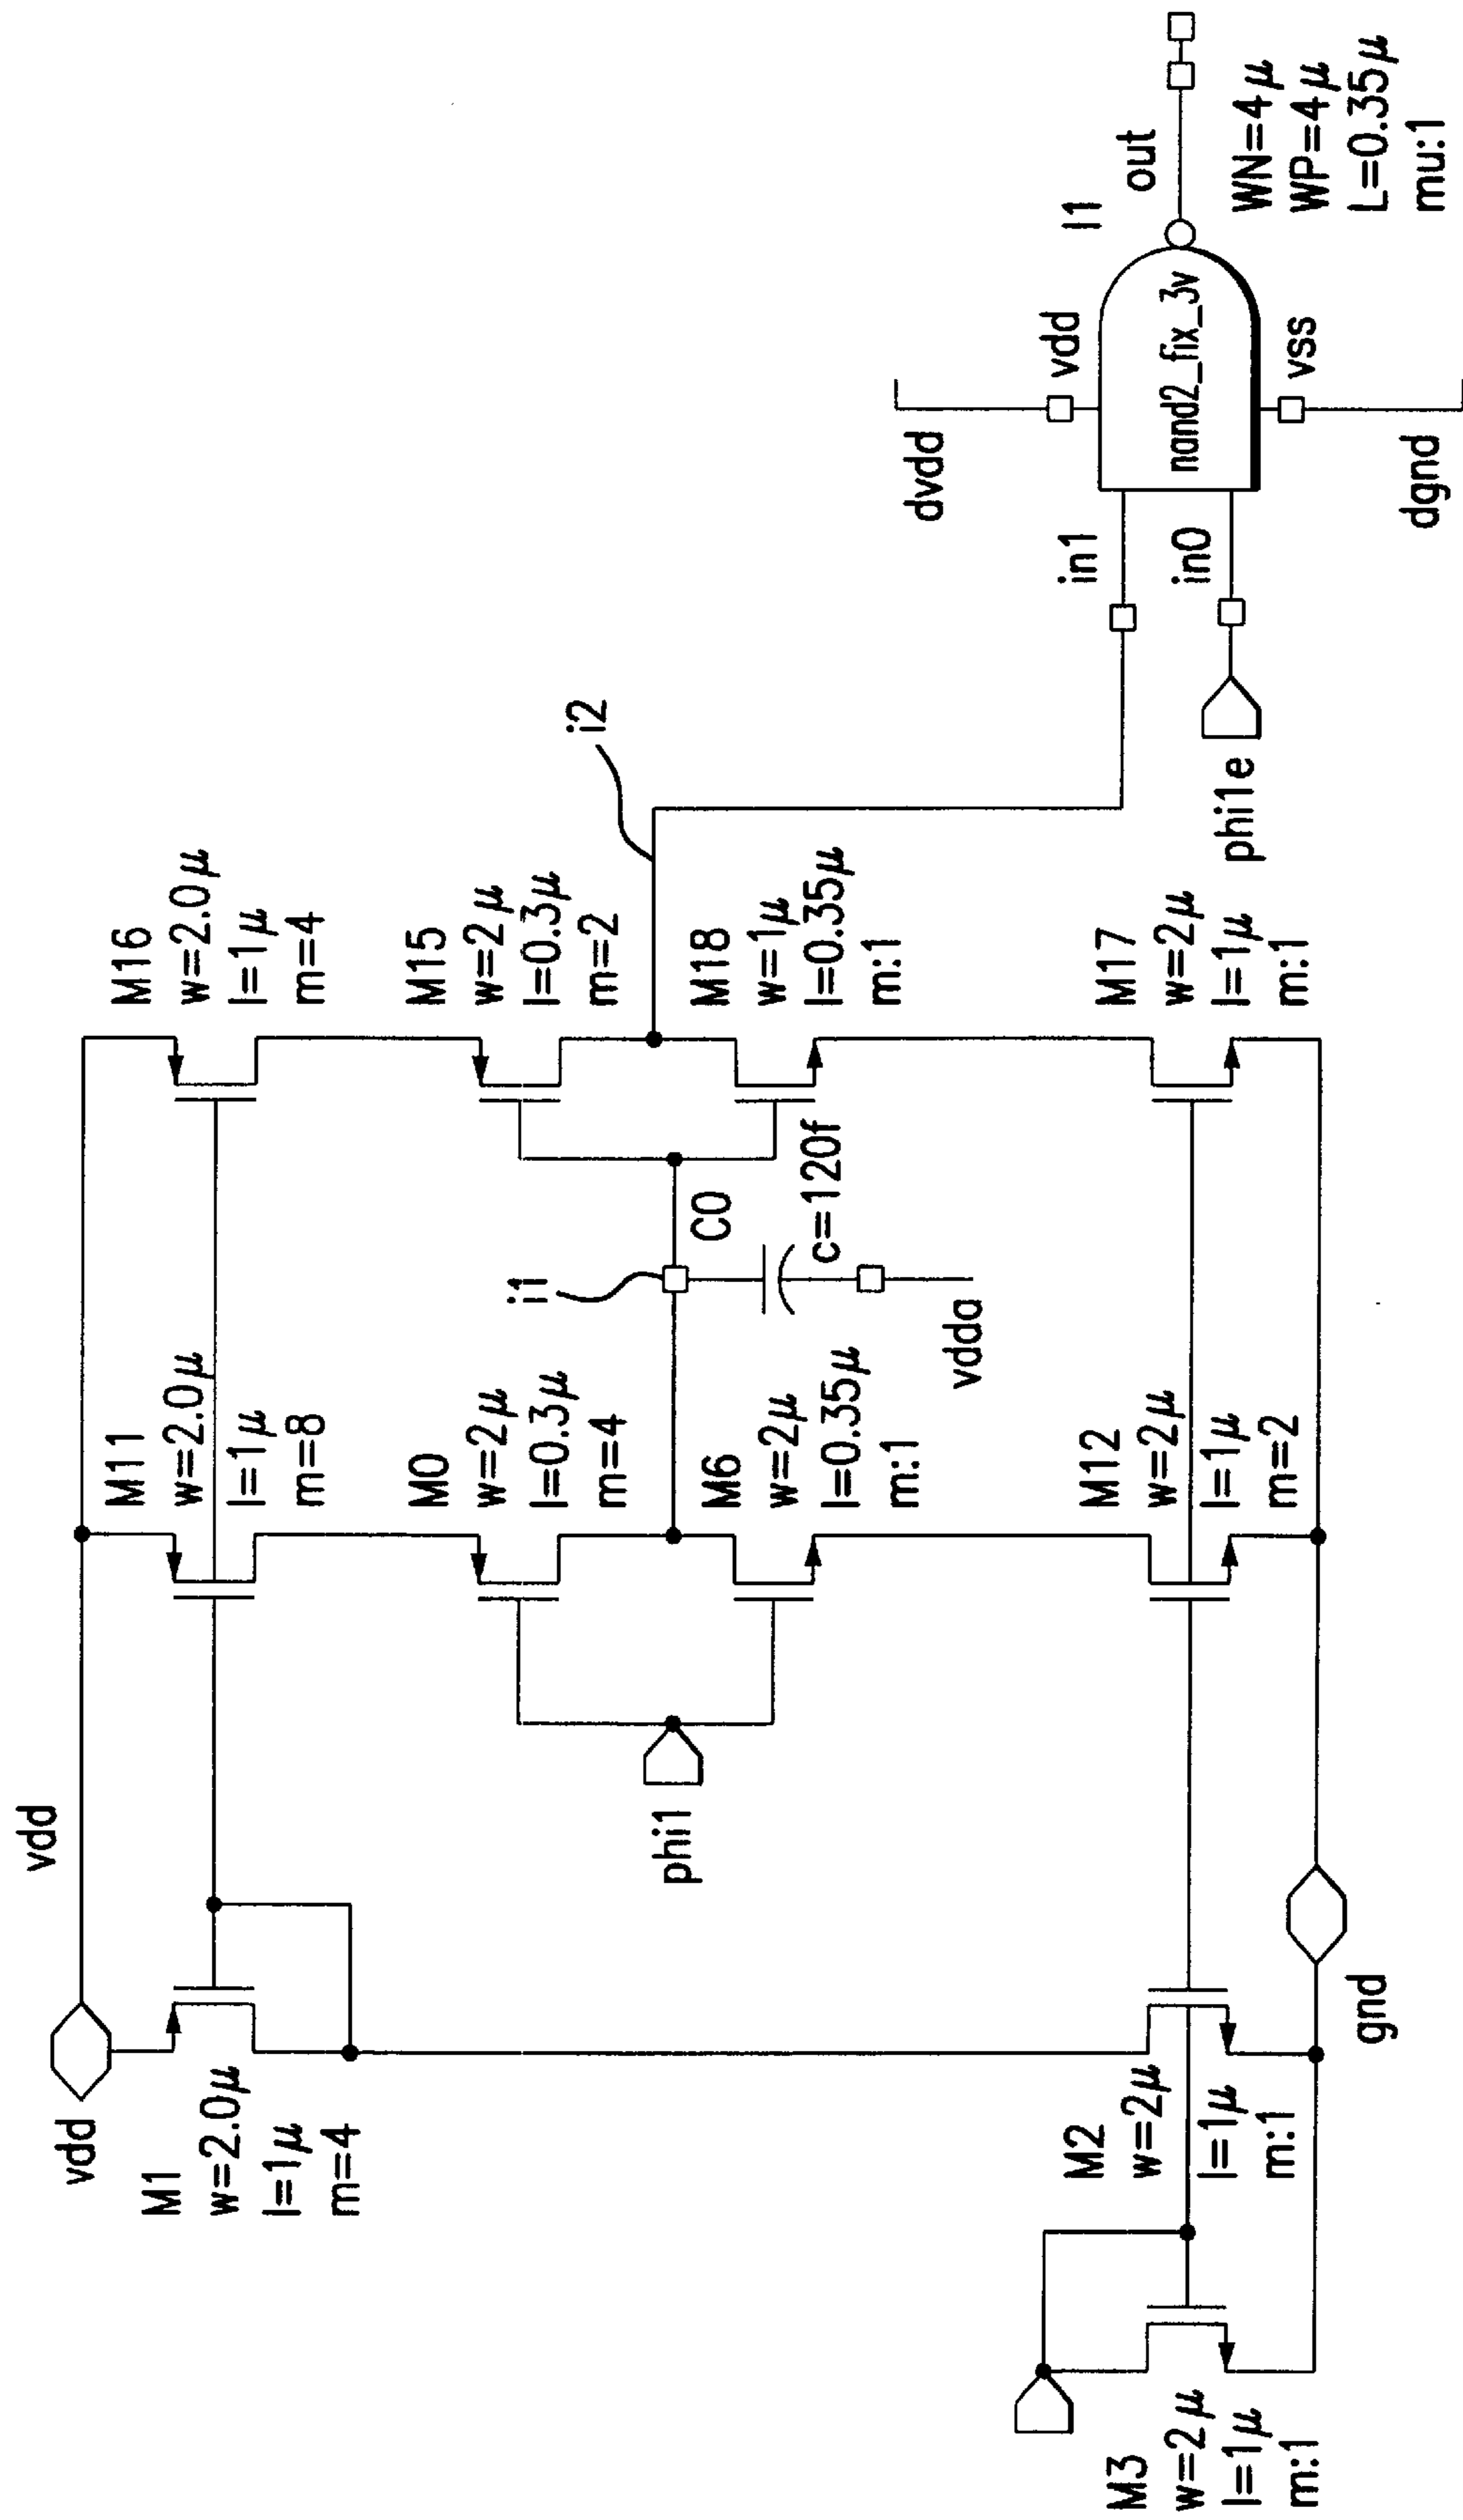 vdd
vdd
M1
w=2.0μ
l=1μ
m=4
M11
w=2.0μ
l=1μ
m=8
M16
w=2.0μ
l=1μ
m=4
M0
w=2μ
l=0.3μ
m=4
M15
w=2μ
l=0.3μ
m=2
i2
phi1
i1
C0
c=120f
vdda
M6
w=2μ
l=0.35μ
m:1
M18
w=1μ
l=0.35μ
m:1
M3
w=2μ
l=1μ
m:1
M2
w=2μ
l=1μ
m:1
M12
w=2μ
l=1μ
m=2
M17
w=2μ
l=1μ
m:1
gnd
dvdd
vdd
in1
in0
phi1e
nand2_fix_3v
I1
out
vss
dgnd
WN=4μ
WP=4μ
L=0.35μ
mu:1